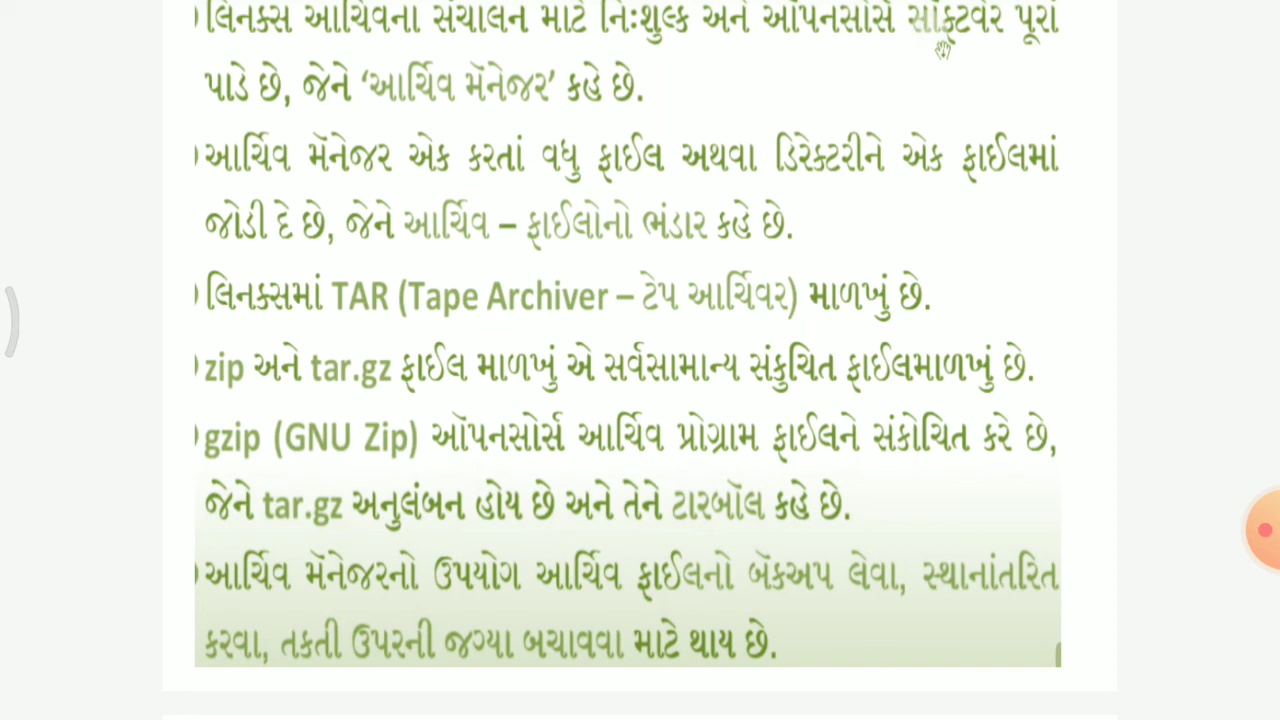 લિનક્સ આર્ચિવના સંચાલન માટે નિઃશુલ્ક અને ઑપનસોર્સ સૉફ્ટવેર પૂરાં
પાડે છે, જેને ‘આર્ચિવ મૅનેજર’ કહે છે.
આર્ચિવ મૅનેજર એક કરતાં વધુ ફાઈલ અથવા ડિરેક્ટરીને એક ફાઈલમાં
જોડી દે છે, જેને આર્ચિવ – ફાઈલોનો ભંડાર કહે છે.
લિનક્સમાં TAR (Tape Archiver – ટેપ આર્ચિવર) માળખું છે.
zip અને tar.gz ફાઈલ માળખું એ સર્વસામાન્ય સંકુચિત ફાઈલમાળખું છે.
gzip (GNU Zip) ઑપનસોર્સ આર્ચિવ પ્રોગ્રામ ફાઈલને સંકોચિત કરે છે,
જેને tar.gz અનુલંબન હોય છે અને તેને ટારબૉલ કહે છે.
આર્ચિવ મૅનેજરનો ઉપયોગ આર્ચિવ ફાઈલનો બૅકઅપ લેવા, સ્થાનાંતરિત
કરવા, તકતી ઉપરની જગ્યા બચાવવા માટે થાય છે.